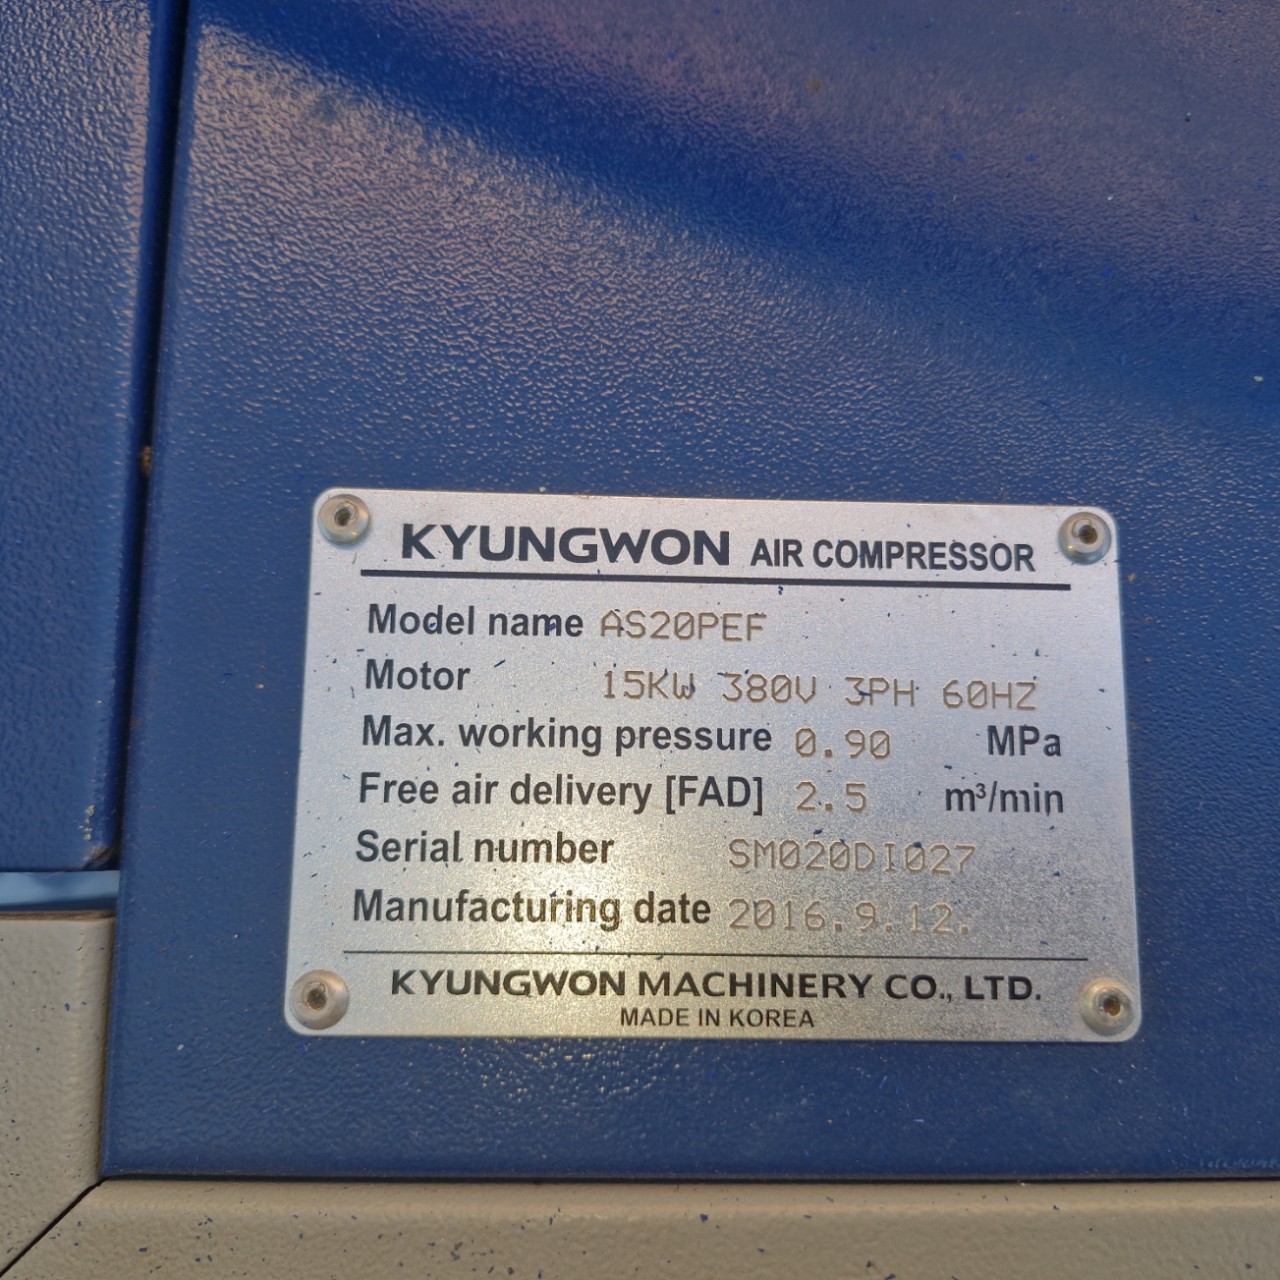 KYUNGWON AIR COMPRESSOR
Model name AS20PEF
Motor 15KW 380V 3PH 60HZ
Max. working pressure 0.90 MPa
Free air delivery [FAD] 2.5 m³/min
Serial number SM020DI027
Manufacturing date 2016.9.12.
KYUNGWON MACHINERY CO., LTD.
MADE IN KOREA